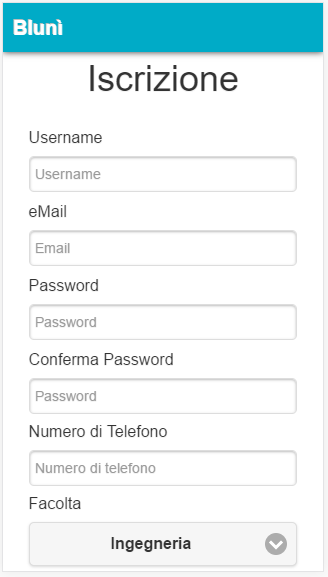 Blunì
Iscrizione
Username
Username
eMail
Email
Password
Password
Conferma Password
Password
Numero di Telefono
Numero di telefono
Facolta
Ingegneria